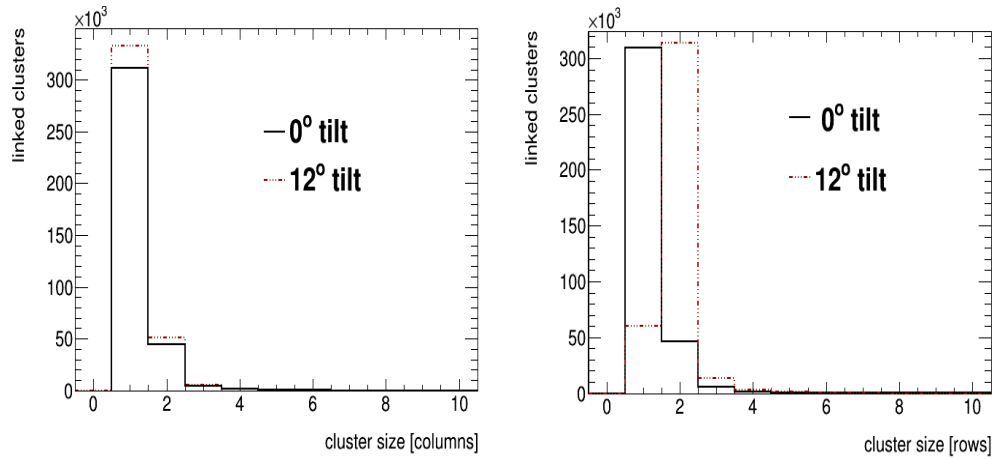 ×10³
linked clusters
300
250
200
150
100
50
0
0° tilt
12° tilt
0 2 4 6 8 10
cluster size [columns]
×10³
linked clusters
300
250
200
150
100
50
0
0° tilt
12° tilt
0 2 4 6 8 10
cluster size [rows]